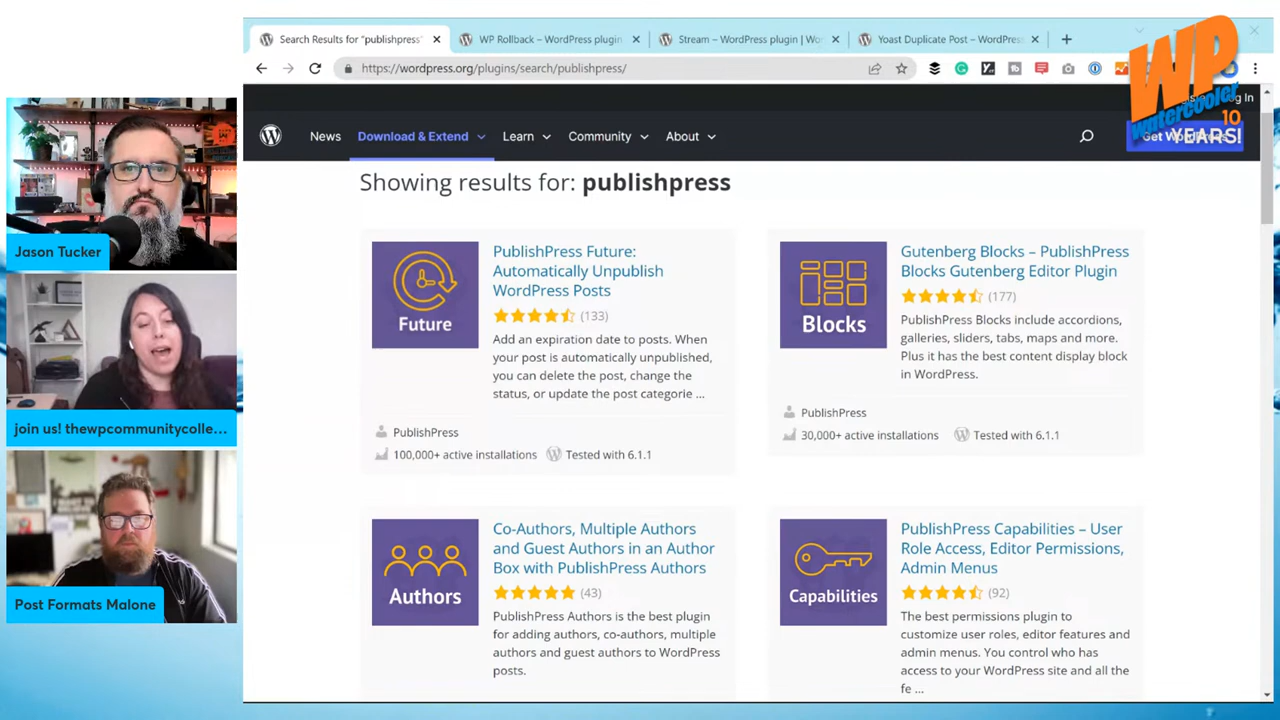 Search Results for "publishpress"
WP Rollback – WordPress plugin
Stream – WordPress plugin | Wo
Yoast Duplicate Post – WordPres
https://wordpress.org/plugins/search/publishpress/
WP
watercooler
10
YEARS!
News
Download & Extend
Learn
Community
About
Log In
Get
Showing results for: publishpress
Future
PublishPress Future:
Automatically Unpublish
WordPress Posts
(133)
Add an expiration date to posts. When
your post is automatically unpublished,
you can delete the post, change the
status, or update the post categorie ...
PublishPress
100,000+ active installations
Tested with 6.1.1
Blocks
Gutenberg Blocks – PublishPress
Blocks Gutenberg Editor Plugin
(177)
PublishPress Blocks include accordions,
galleries, sliders, tabs, maps and more.
Plus it has the best content display block
in WordPress.
PublishPress
30,000+ active installations
Tested with 6.1.1
Authors
Co-Authors, Multiple Authors
and Guest Authors in an Author
Box with PublishPress Authors
(43)
PublishPress Authors is the best plugin
for adding authors, co-authors, multiple
authors and guest authors to WordPress
posts.
Capabilities
PublishPress Capabilities – User
Role Access, Editor Permissions,
Admin Menus
(92)
The best permissions plugin to
customize user roles, editor features and
admin menus. You control who has
access to your WordPress site and all the
fe ...
Jason Tucker
join us! thewpcommunitycolle...
Post Formats Malone